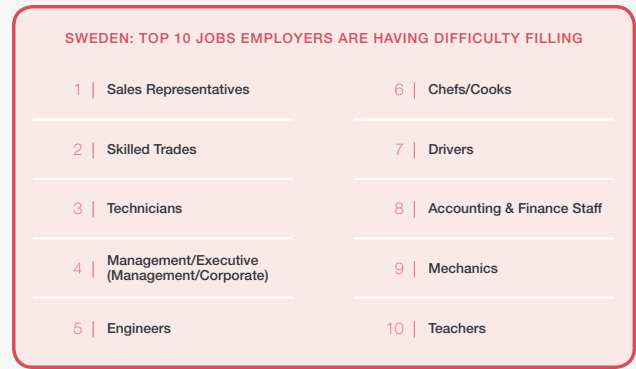 SWEDEN: TOP 10 JOBS EMPLOYERS ARE HAVING DIFFICULTY FILLING
1 | Sales Representatives
2 | Skilled Trades
3 | Technicians
4 | Management/Executive
(Management/Corporate)
5 | Engineers
6 | Chefs/Cooks
7 | Drivers
8 | Accounting & Finance Staff
9 | Mechanics
10 | Teachers